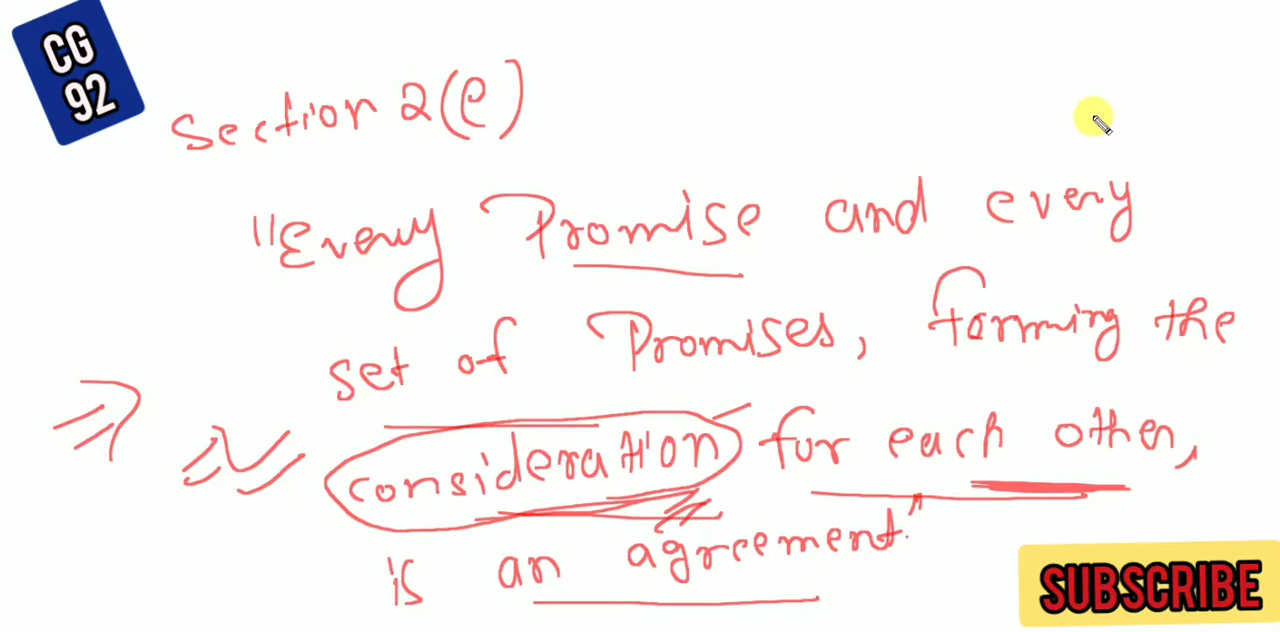 CG
92
Section 2(e)
"Every Promise and every
set of Promises, forming the
consideration for each other,
is an agreement"
SUBSCRIBE